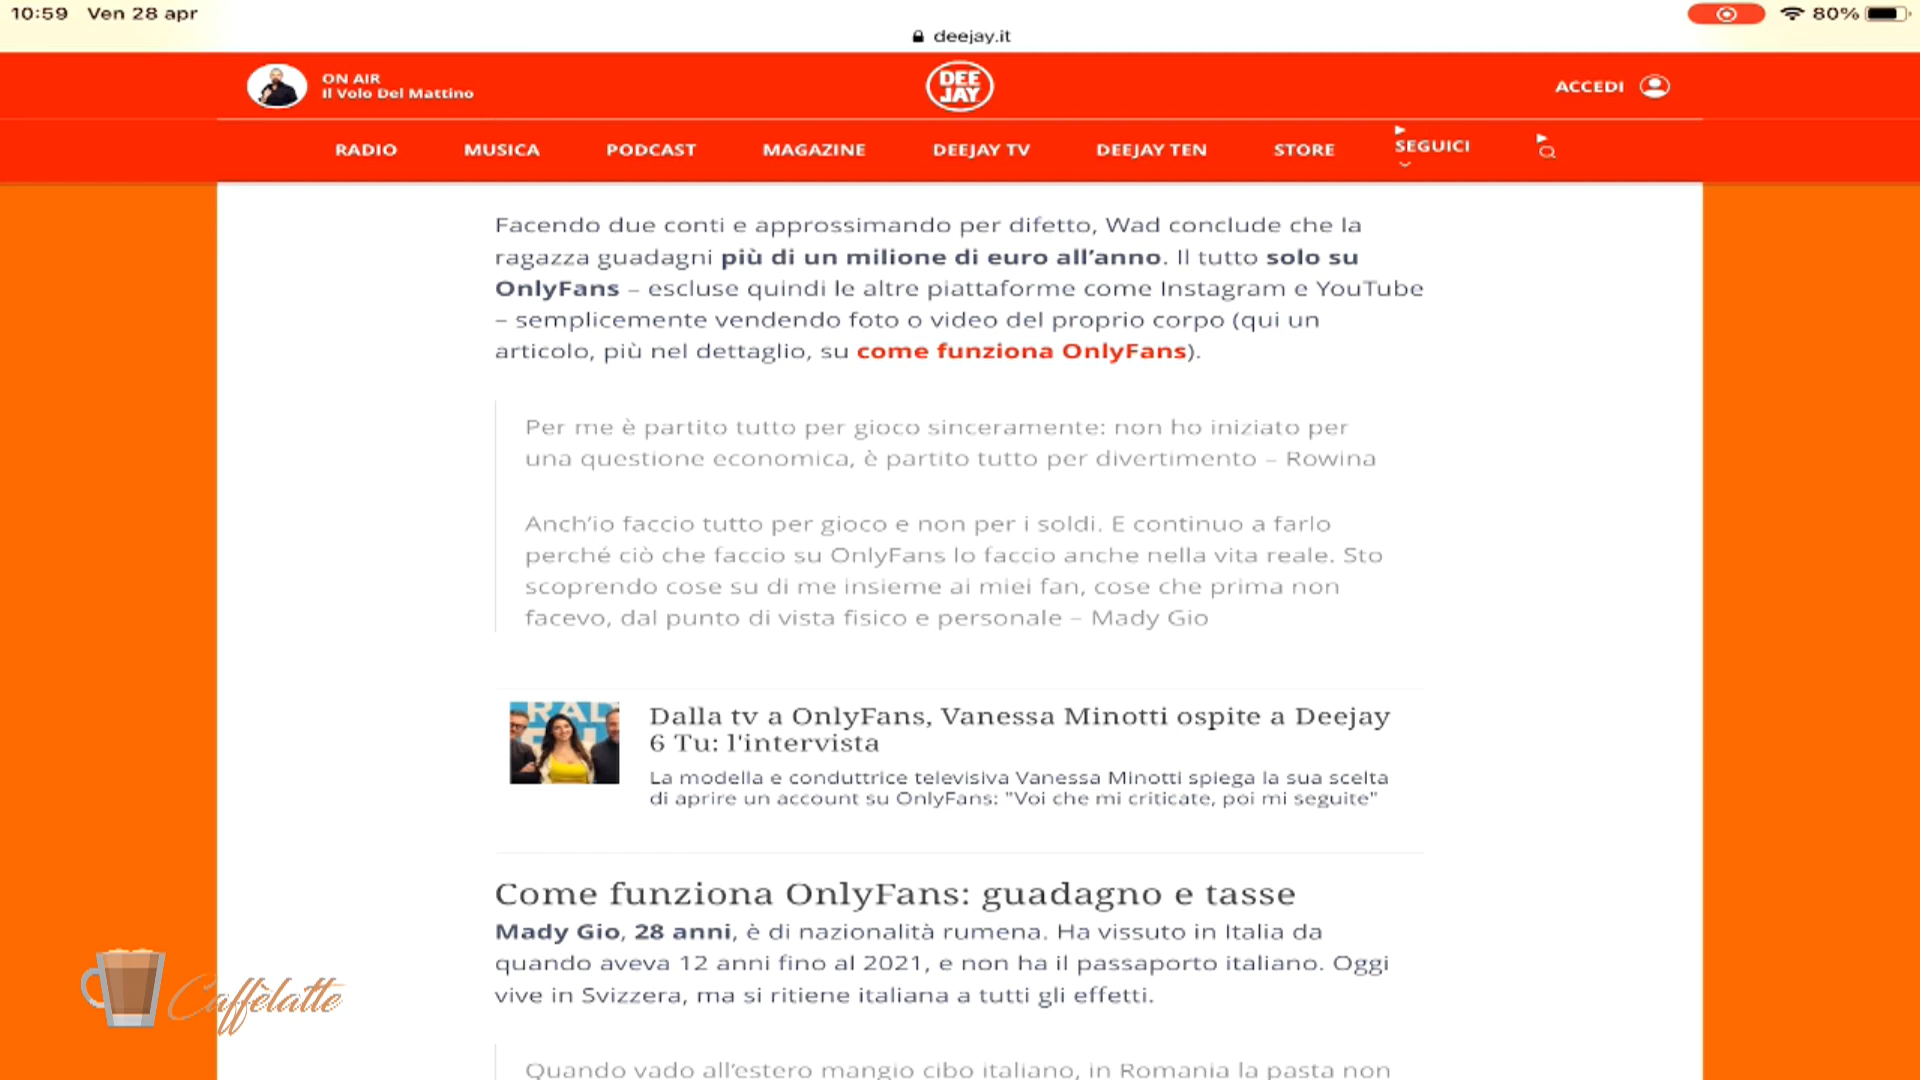 10:59 Ven 28 apr
80%
deejay.it
ON AIR
Il Volo Del Mattino
DEE
JAY
ACCEDI
RADIO MUSICA PODCAST MAGAZINE DEEJAY TV DEEJAY TEN STORE SEGUICI
Facendo due conti e approssimando per difetto, Wad conclude che la
ragazza guadagni più di un milione di euro all’anno. Il tutto solo su
OnlyFans – escluse quindi le altre piattaforme come Instagram e YouTube
– semplicemente vendendo foto o video del proprio corpo (qui un
articolo, più nel dettaglio, su come funziona OnlyFans).
Per me è partito tutto per gioco sinceramente: non ho iniziato per
una questione economica, è partito tutto per divertimento – Rowina
Anch’io faccio tutto per gioco e non per i soldi. E continuo a farlo
perché ciò che faccio su OnlyFans lo faccio anche nella vita reale. Sto
scoprendo cose su di me insieme ai miei fan, cose che prima non
facevo, dal punto di vista fisico e personale – Mady Gio
Dalla tv a OnlyFans, Vanessa Minotti ospite a Deejay
6 Tu: l'intervista
La modella e conduttrice televisiva Vanessa Minotti spiega la sua scelta
di aprire un account su OnlyFans: "Voi che mi criticate, poi mi seguite"
Come funziona OnlyFans: guadagno e tasse
Mady Gio, 28 anni, è di nazionalità rumena. Ha vissuto in Italia da
quando aveva 12 anni fino al 2021, e non ha il passaporto italiano. Oggi
vive in Svizzera, ma si ritiene italiana a tutti gli effetti.
Caffèlatte
Quando vado all’estero mangio cibo italiano, in Romania la pasta non